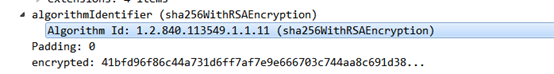 algorithmIdentifier (sha256WithRSAEncryption)
Algorithm Id: 1.2.840.113549.1.1.11 (sha256WithRSAEncryption)
Padding: 0
encrypted: 41bfd96f86c44a731d6ff7af7e9e666703c744aa8c691d38...